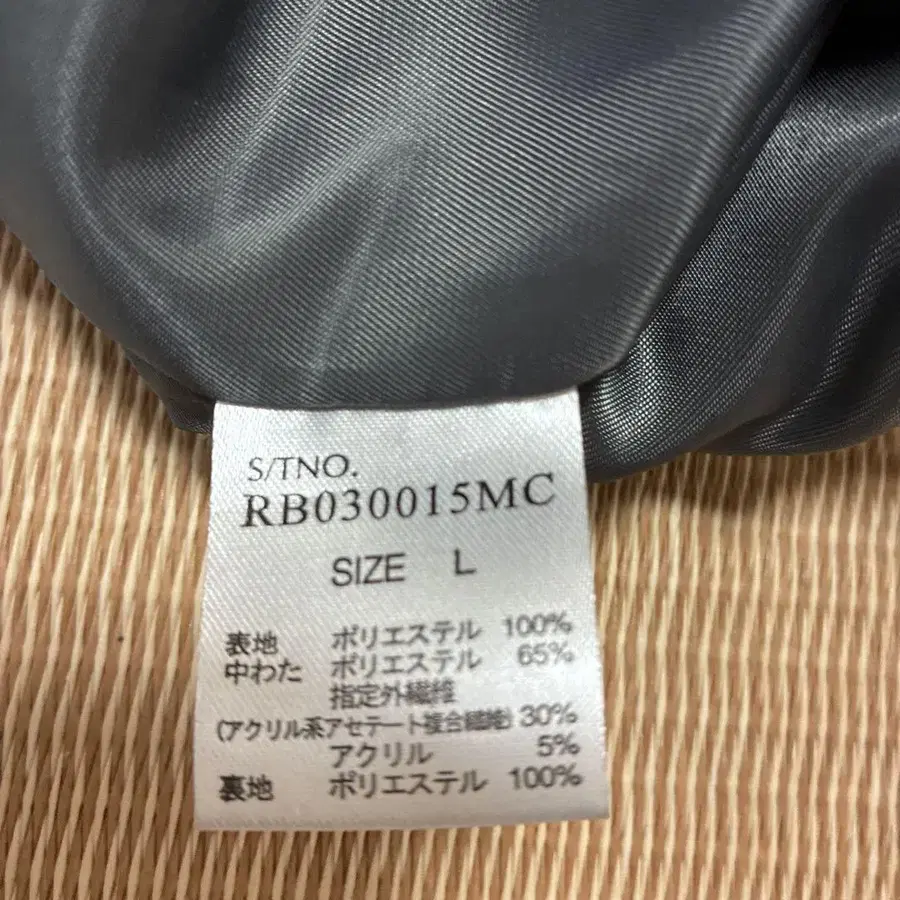 S/TNO.
RB030015MC
SIZE L
表地 ポリエステル 100%
中わた ポリエステル 65%
指定外繊維
(アクリル系アセテート複合繊維) 30%
アクリル 5%
裏地 ポリエステル 100%